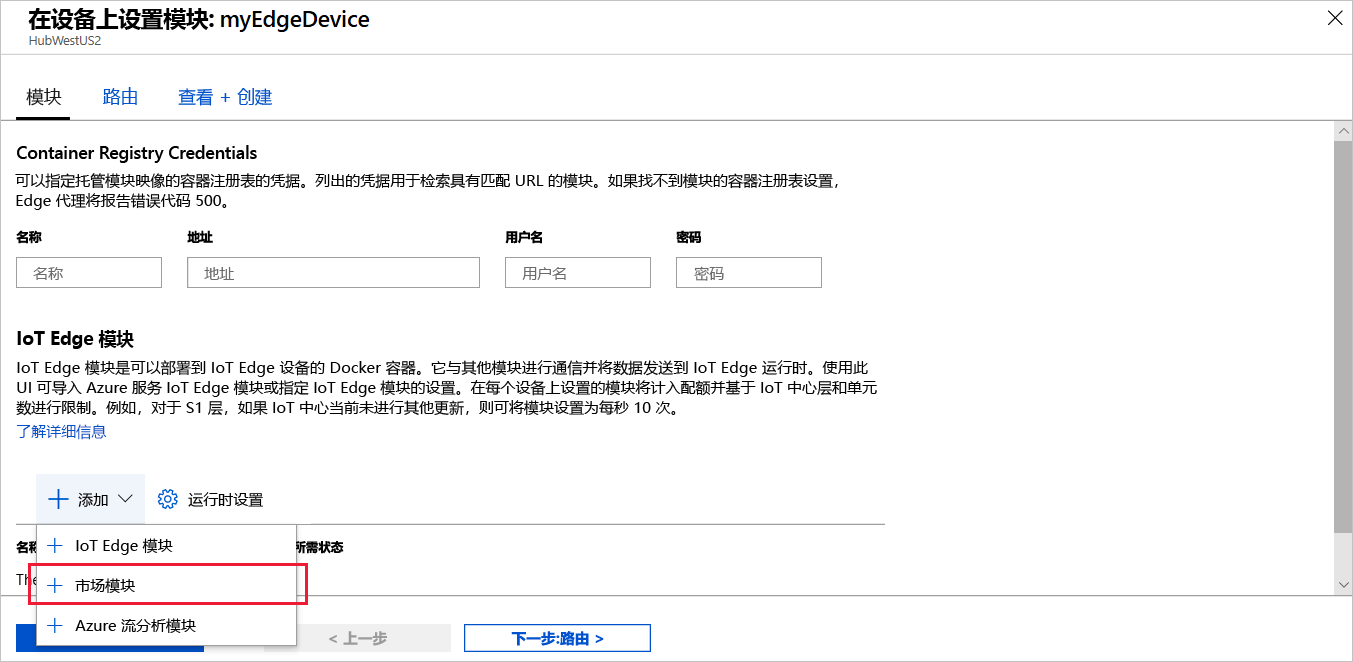 在设备上设置模块: myEdgeDevice
HubWestUS2
模块 路由 查看 + 创建
Container Registry Credentials
可以指定托管模块映像的容器注册表的凭据。列出的凭据用于检索具有匹配 URL 的模块。如果找不到模块的容器注册表设置，
Edge 代理将报告错误代码 500。
名称 地址 用户名 密码
名称 地址 用户名 密码
IoT Edge 模块
IoT Edge 模块是可以部署到 IoT Edge 设备的 Docker 容器。它与其他模块进行通信并将数据发送到 IoT Edge 运行时。使用此
UI 可导入 Azure 服务 IoT Edge 模块或指定 IoT Edge 模块的设置。在每个设备上设置的模块将计入配额并基于 IoT 中心层和单元
数进行限制。例如，对于 S1 层，如果 IoT 中心当前未进行其他更新，则可将模块设置为每秒 10 次。
了解详细信息
+ 添加 运行时设置
名称 所需状态
+ IoT Edge 模块
The
+ 市场模块
+ Azure 流分析模块
< 上一步 下一步:路由 >